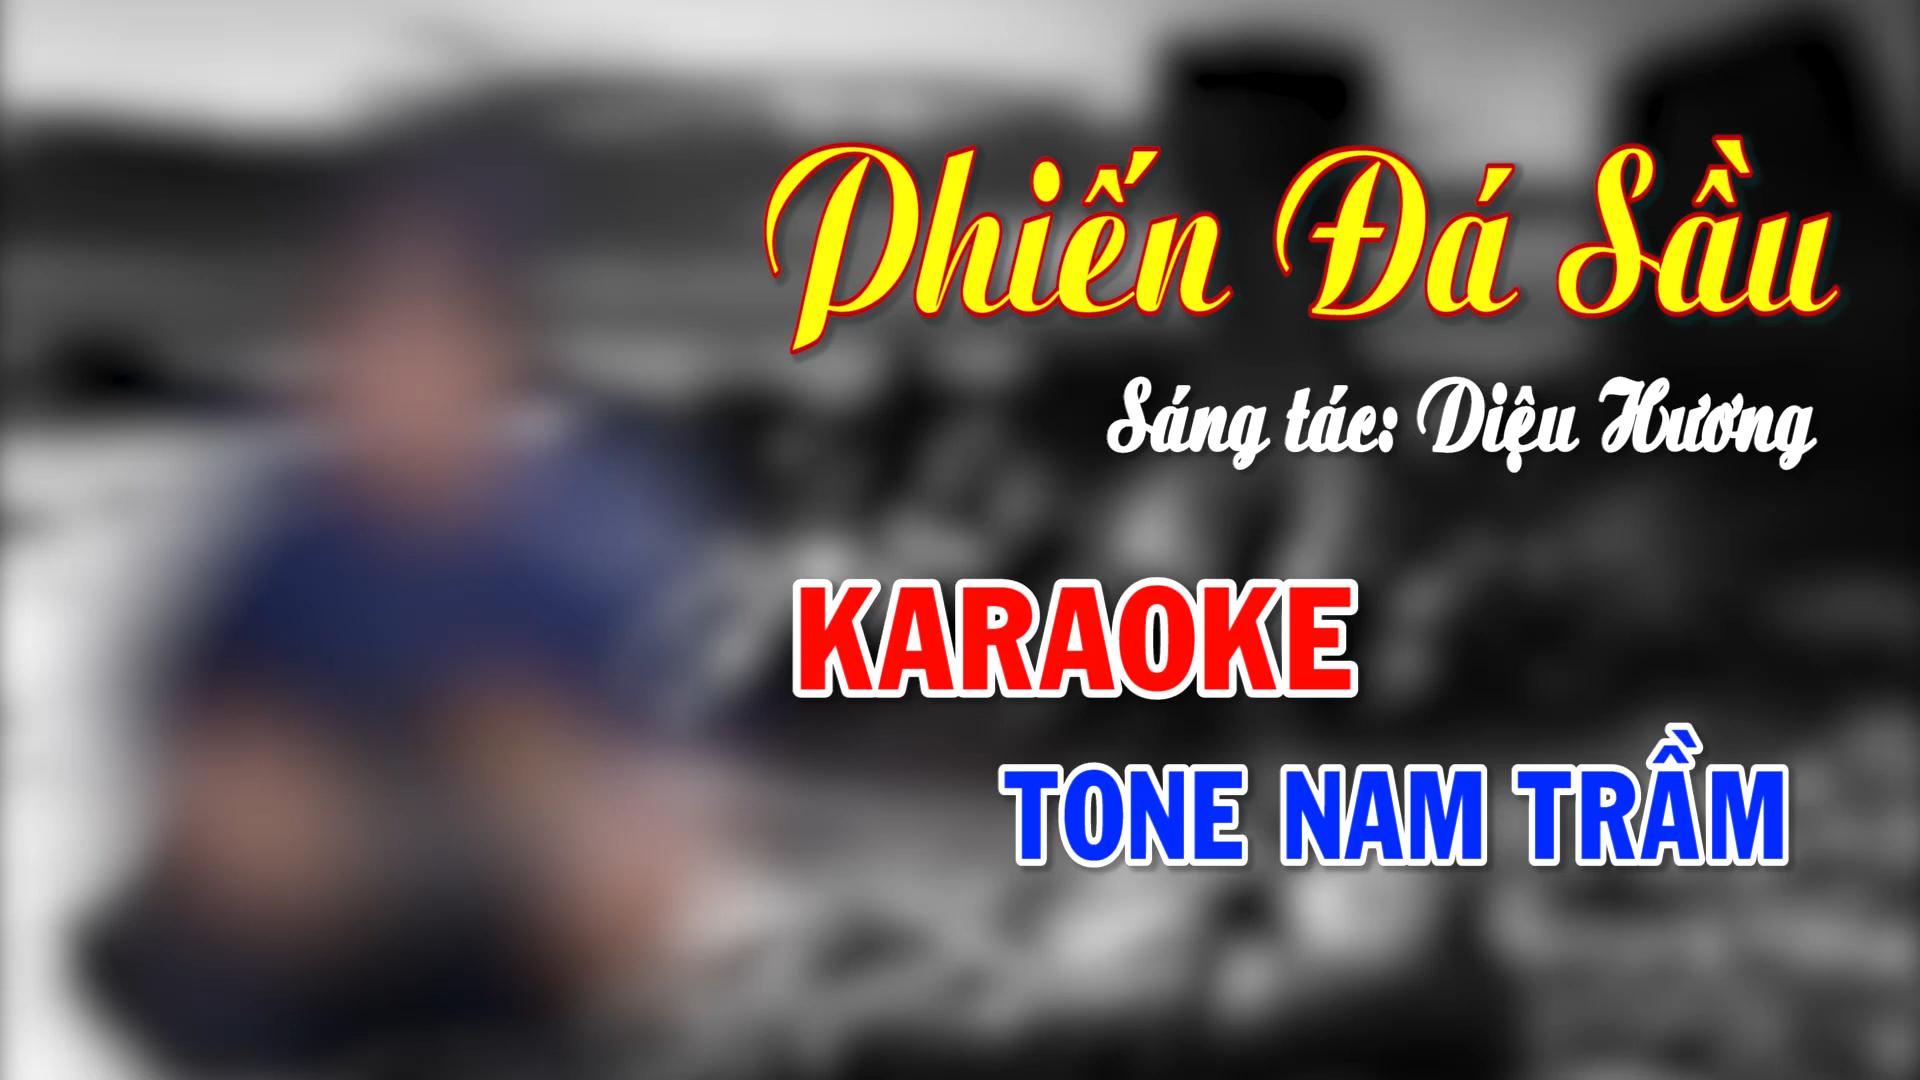 Phiến Đá Sầu
Sáng tác: Diệu Hương
KARAOKE
TONE NAM TRẦM